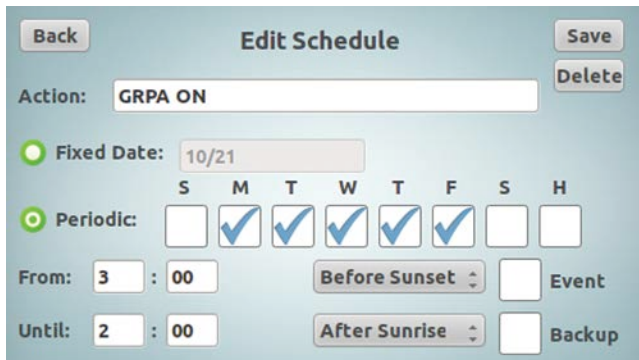 Back Edit Schedule Save
Delete
Action: GRPA ON
Fixed Date: 10/21
S M T W T F S H
Periodic:
From: 3 : 00 Before Sunset Event
Until: 2 : 00 After Sunrise Backup